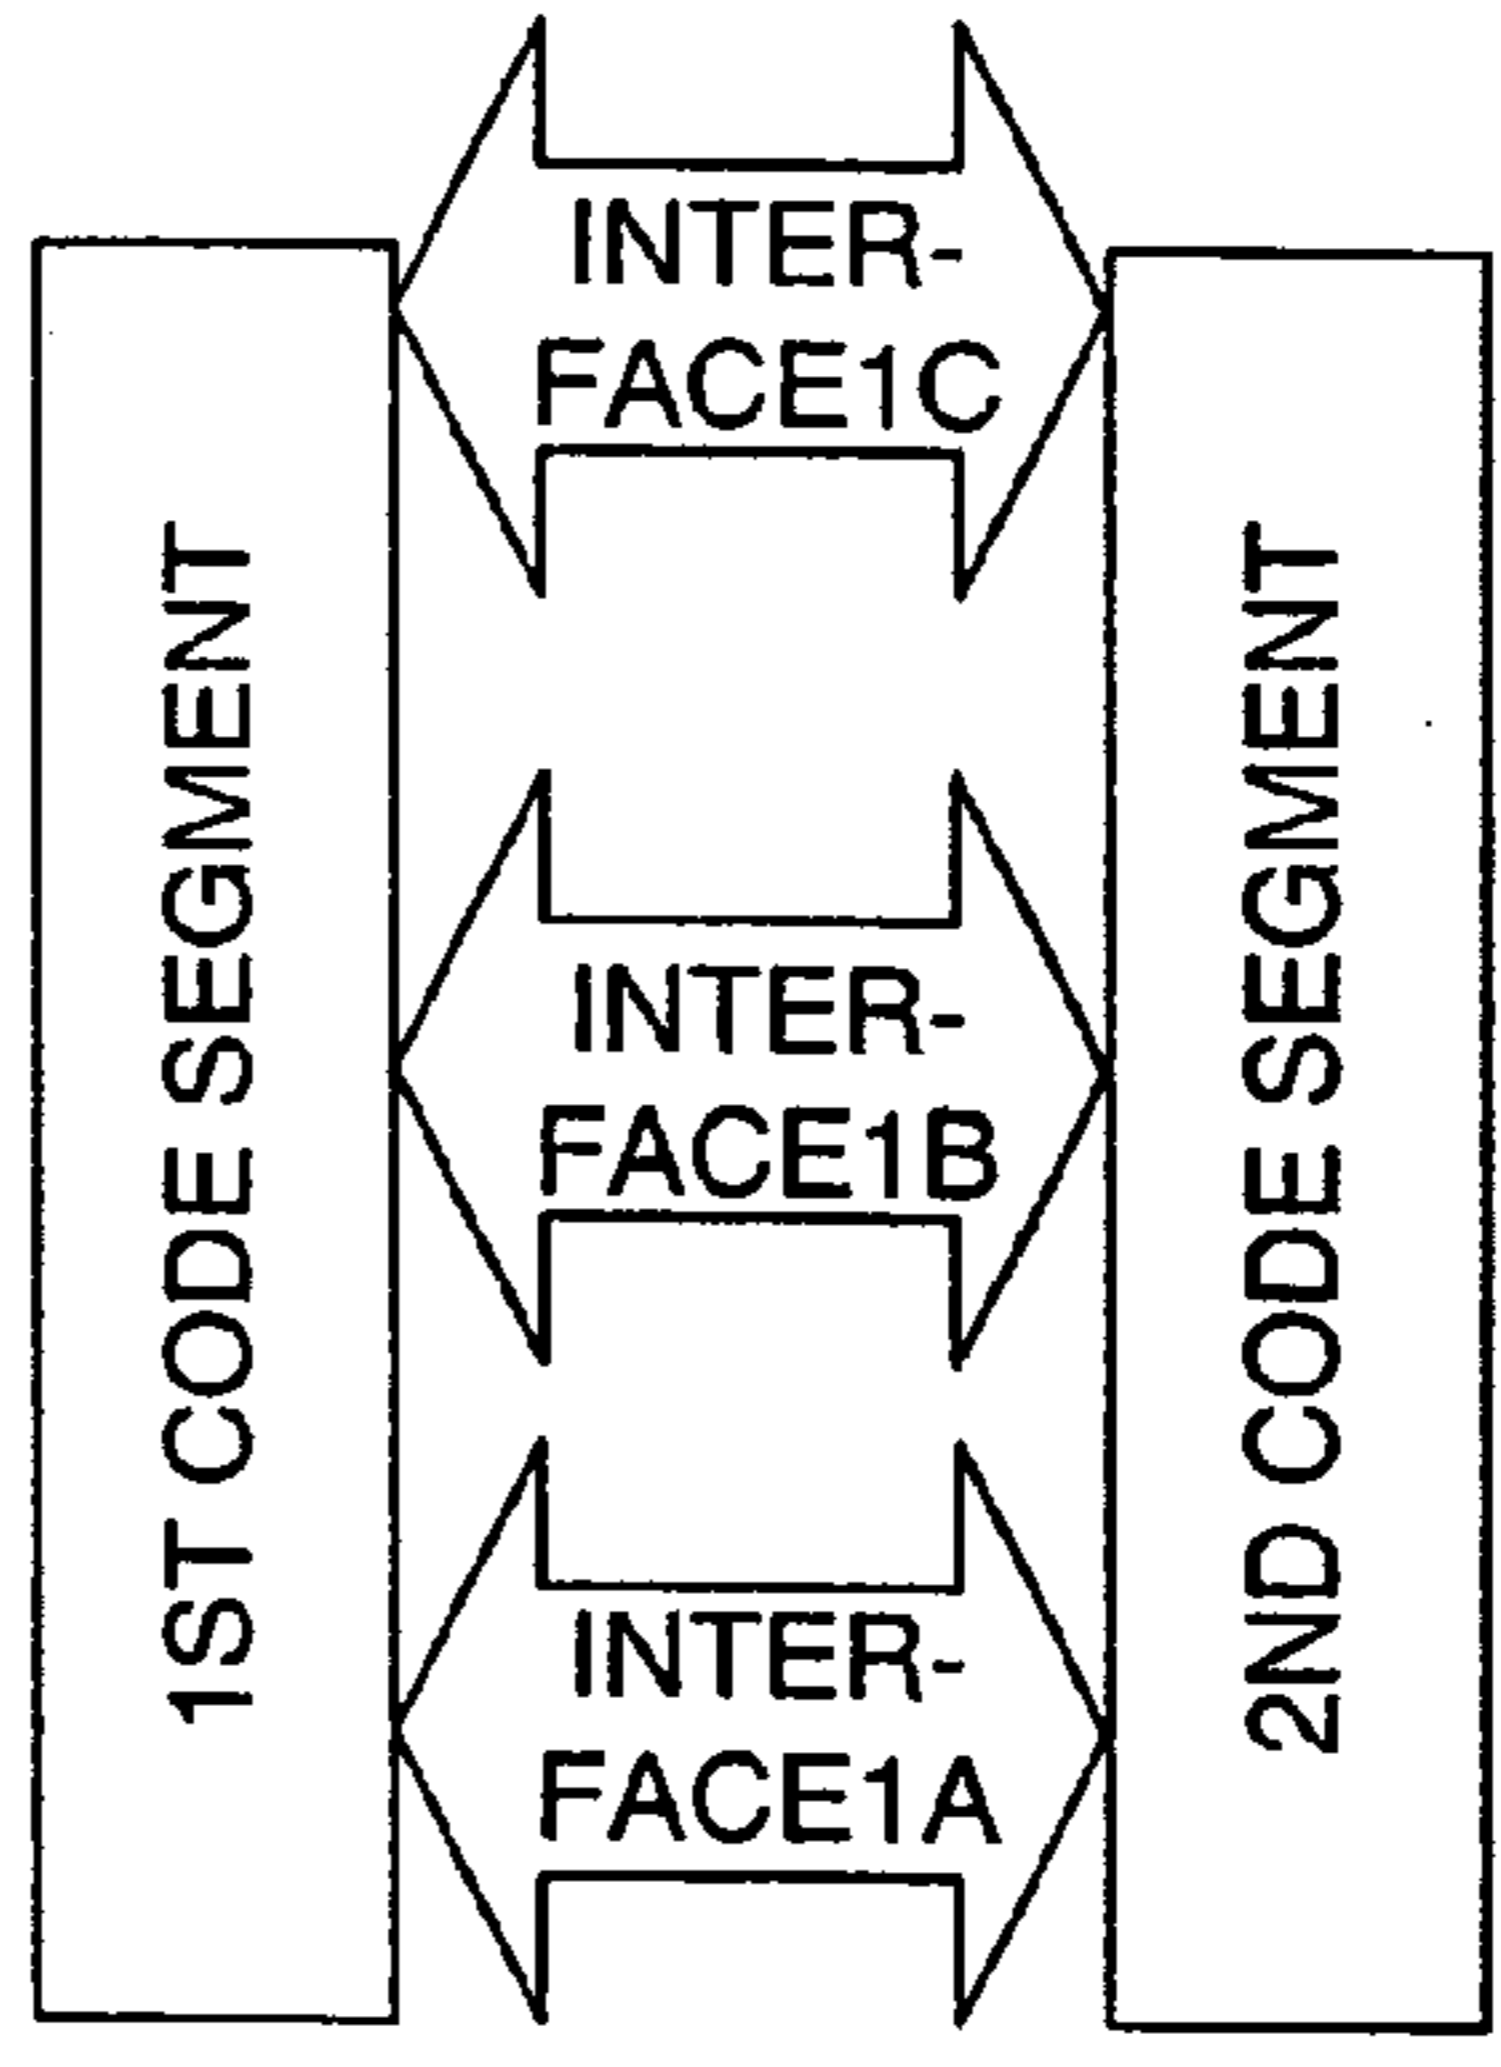 1ST CODE SEGMENT
INTER-
FACE1C
INTER-
FACE1B
INTER-
FACE1A
2ND CODE SEGMENT